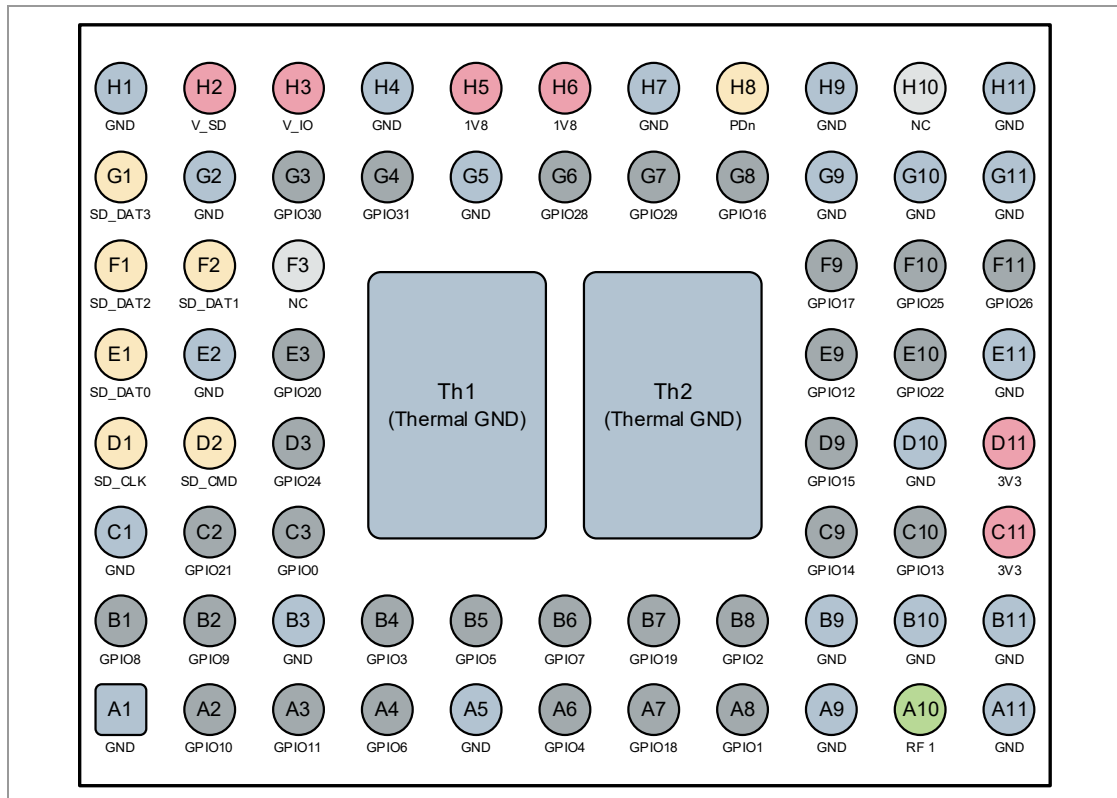 H1 H2 H3 H4 H5 H6 H7 H8 H9 H10 H11
GND V_SD V_IO GND 1V8 1V8 GND PDn GND NC GND
G1 G2 G3 G4 G5 G6 G7 G8 G9 G10 G11
SD_DAT3 GND GPIO30 GPIO31 GND GPIO28 GPIO29 GPIO16 GND GND GND
F1 F2 F3 F9 F10 F11
SD_DAT2 SD_DAT1 NC GPIO17 GPIO25 GPIO26
E1 E2 E3 E9 E10 E11
SD_DAT0 GND GPIO20 GPIO12 GPIO22 GND
Th1 Th2
(Thermal GND) (Thermal GND)
D1 D2 D3 D9 D10 D11
SD_CLK SD_CMD GPIO24 GPIO15 GND 3V3
C1 C2 C3 C9 C10 C11
GND GPIO21 GPIO0 GPIO14 GPIO13 3V3
B1 B2 B3 B4 B5 B6 B7 B8 B9 B10 B11
GPIO8 GPIO9 GND GPIO3 GPIO5 GPIO7 GPIO19 GPIO2 GND GND GND
A1 A2 A3 A4 A5 A6 A7 A8 A9 A10 A11
GND GPIO10 GPIO11 GPIO6 GND GPIO4 GPIO18 GPIO1 GND RF 1 GND